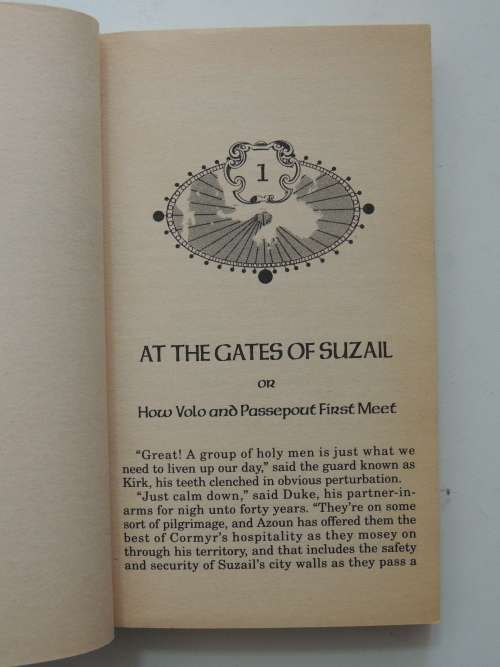 1
AT THE GATES OF SUZAIL
OR
How Volo and Passepout First Meet
“Great! A group of holy men is just what we
need to liven up our day,” said the guard known as
Kirk, his teeth clenched in obvious perturbation.
“Just calm down,” said Duke, his partner-in-
arms for nigh unto forty years. “They’re on some
sort of pilgrimage, and Azoun has offered them the
best of Cormyr’s hospitality as they mosey on
through his territory, and that includes the safety
and security of Suzail’s city walls as they pass a